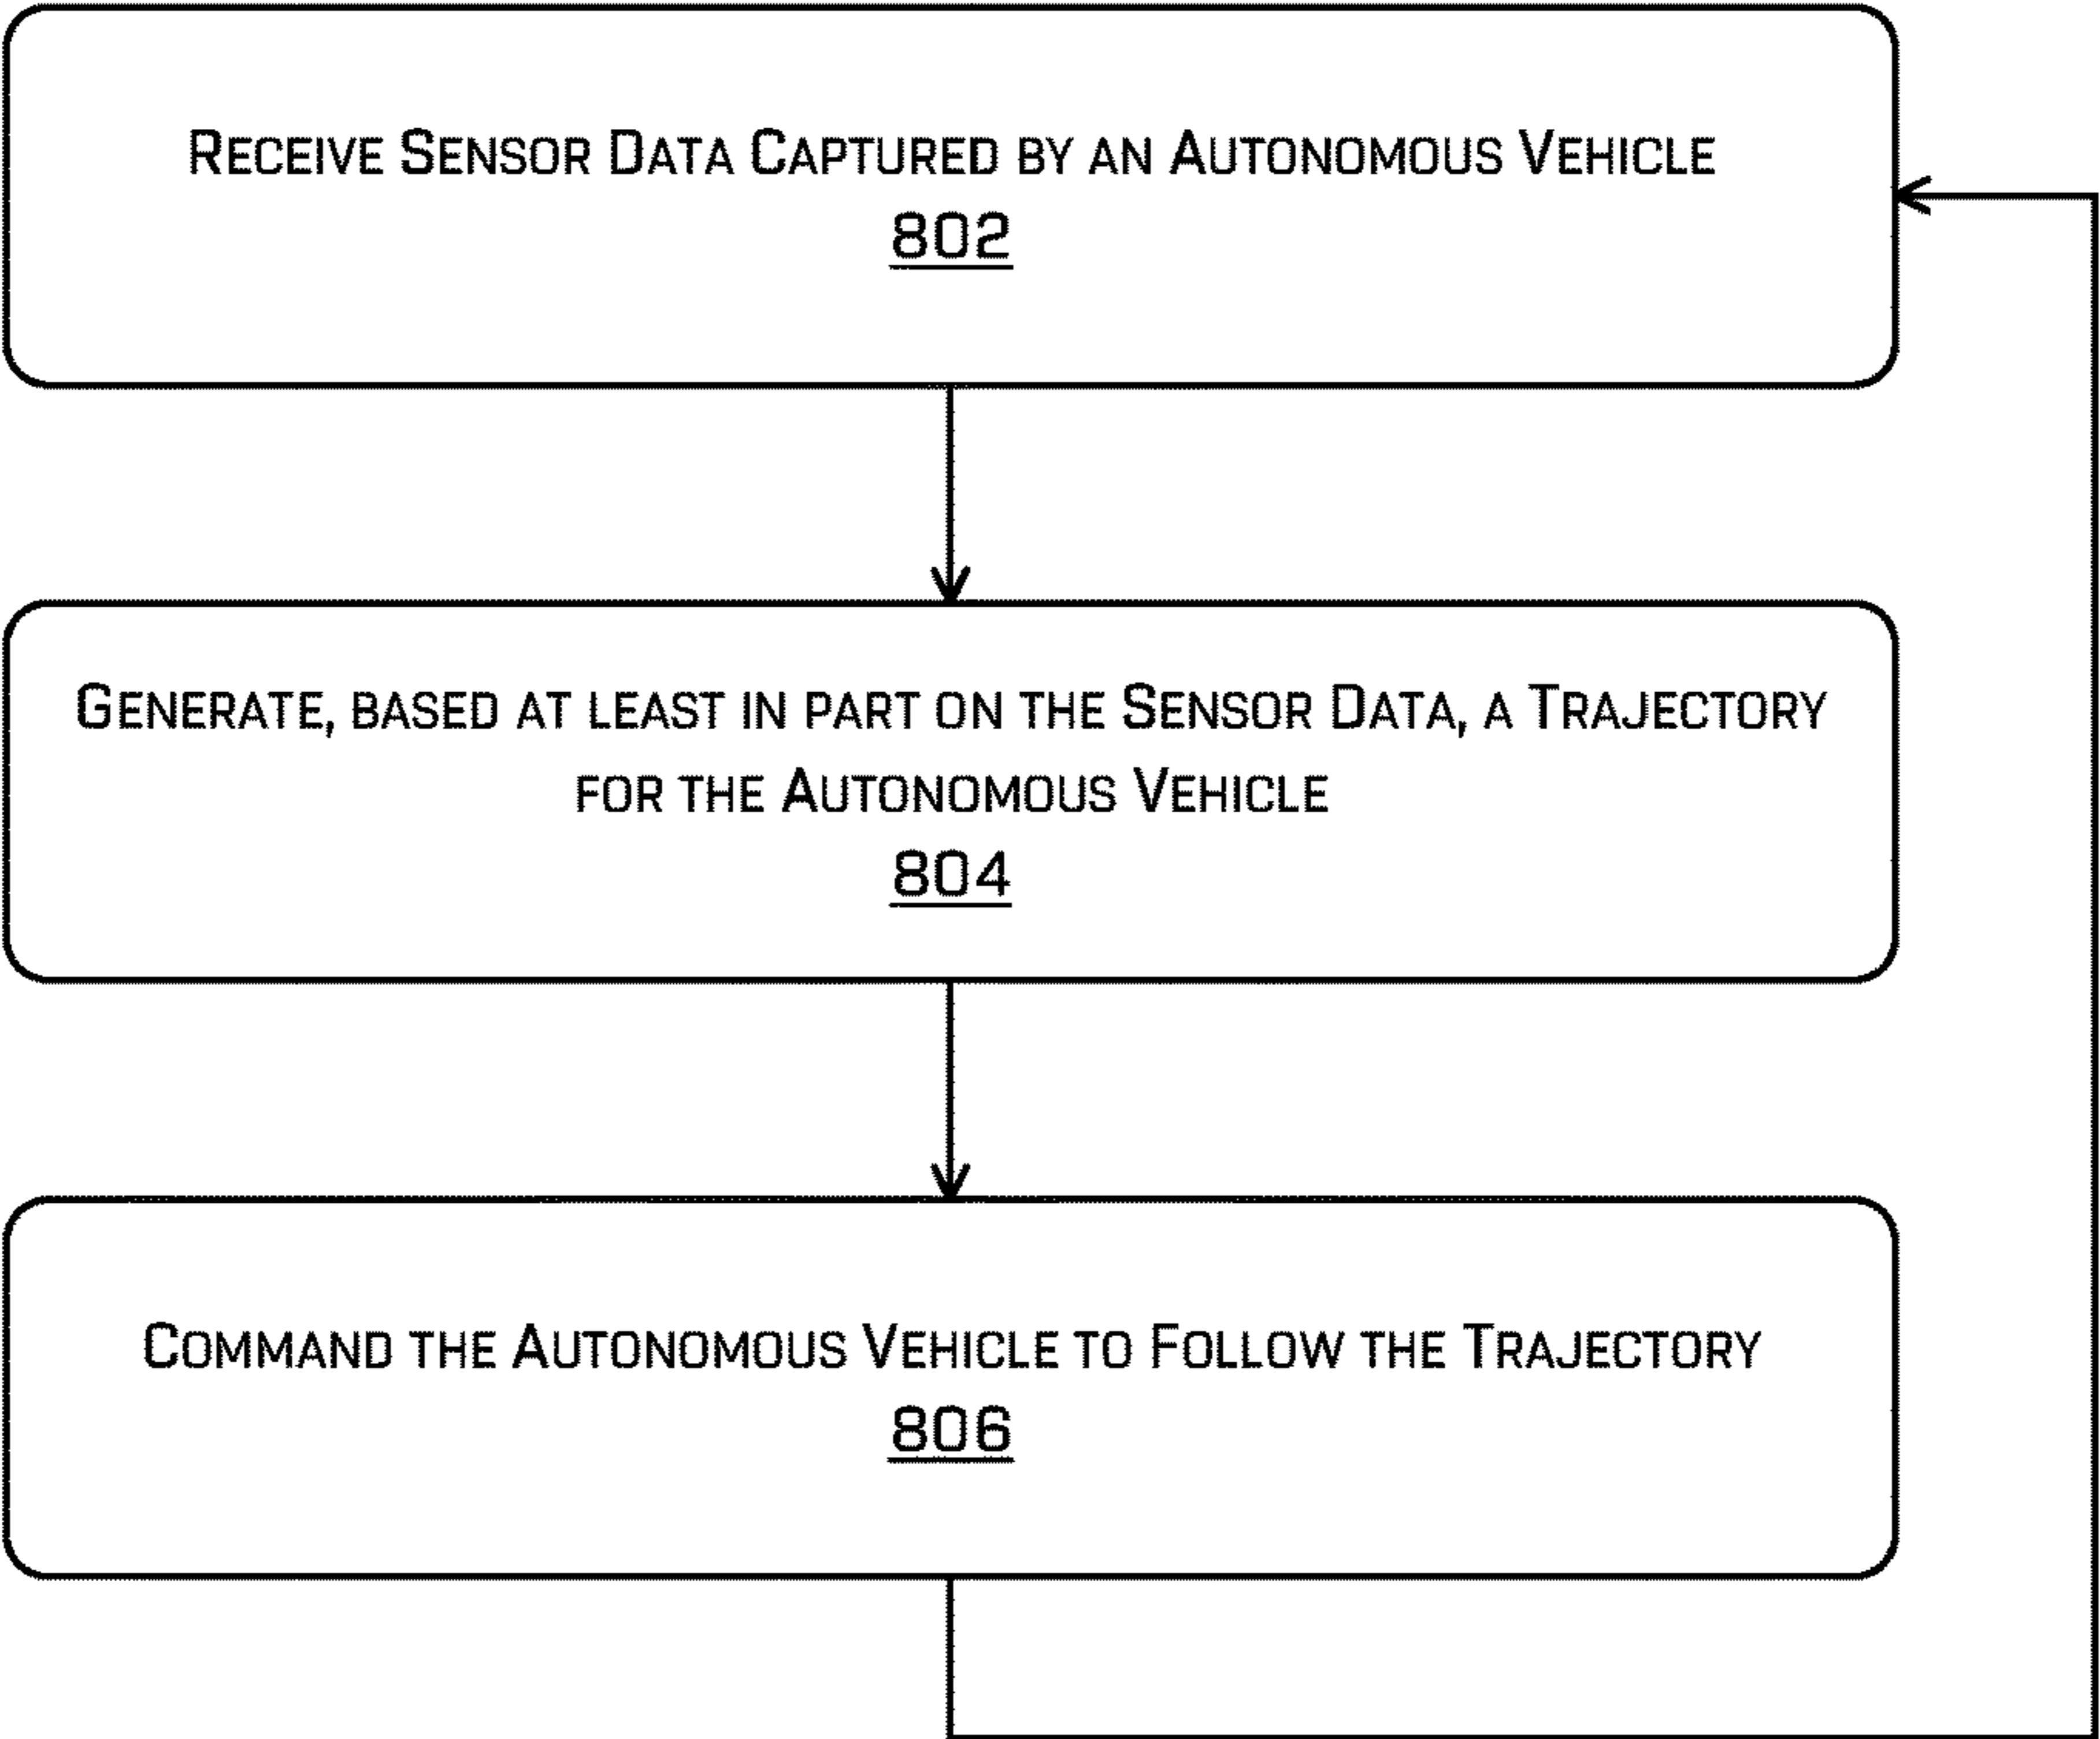 RECEIVE SENSOR DATA CAPTURED BY AN AUTONOMOUS VEHICLE
802
GENERATE, BASED AT LEAST IN PART ON THE SENSOR DATA, A TRAJECTORY
FOR THE AUTONOMOUS VEHICLE
804
COMMAND THE AUTONOMOUS VEHICLE TO FOLLOW THE TRAJECTORY
806